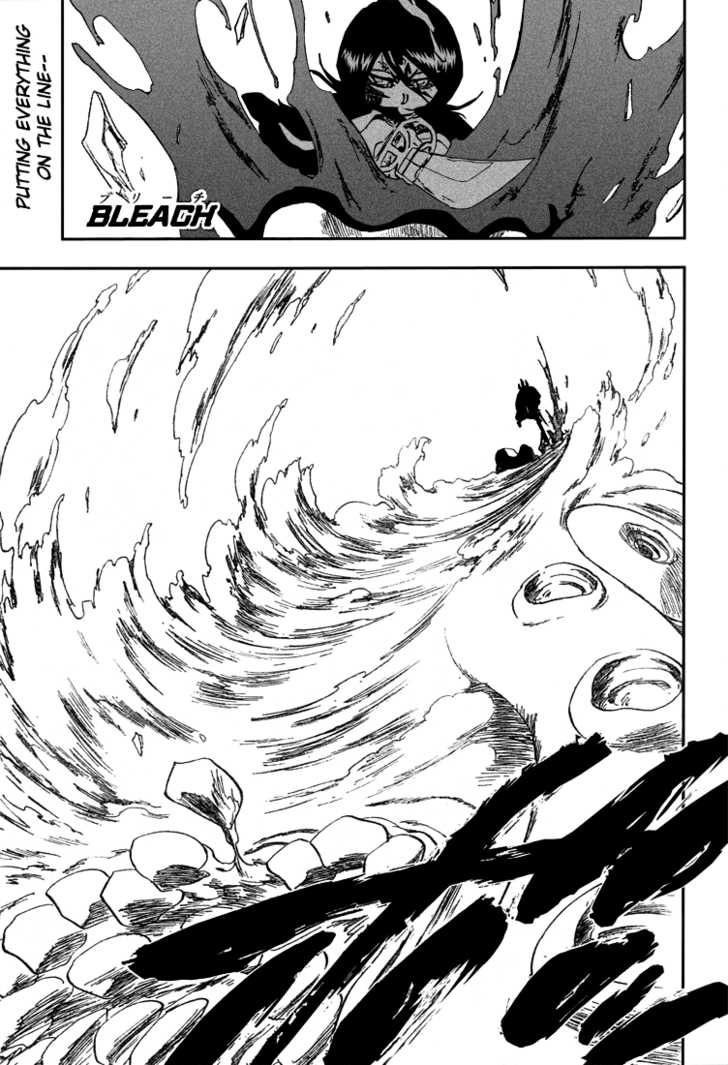 PUTTING EVERYTHING
ON THE LINE--
ブリーチ
BLEACH